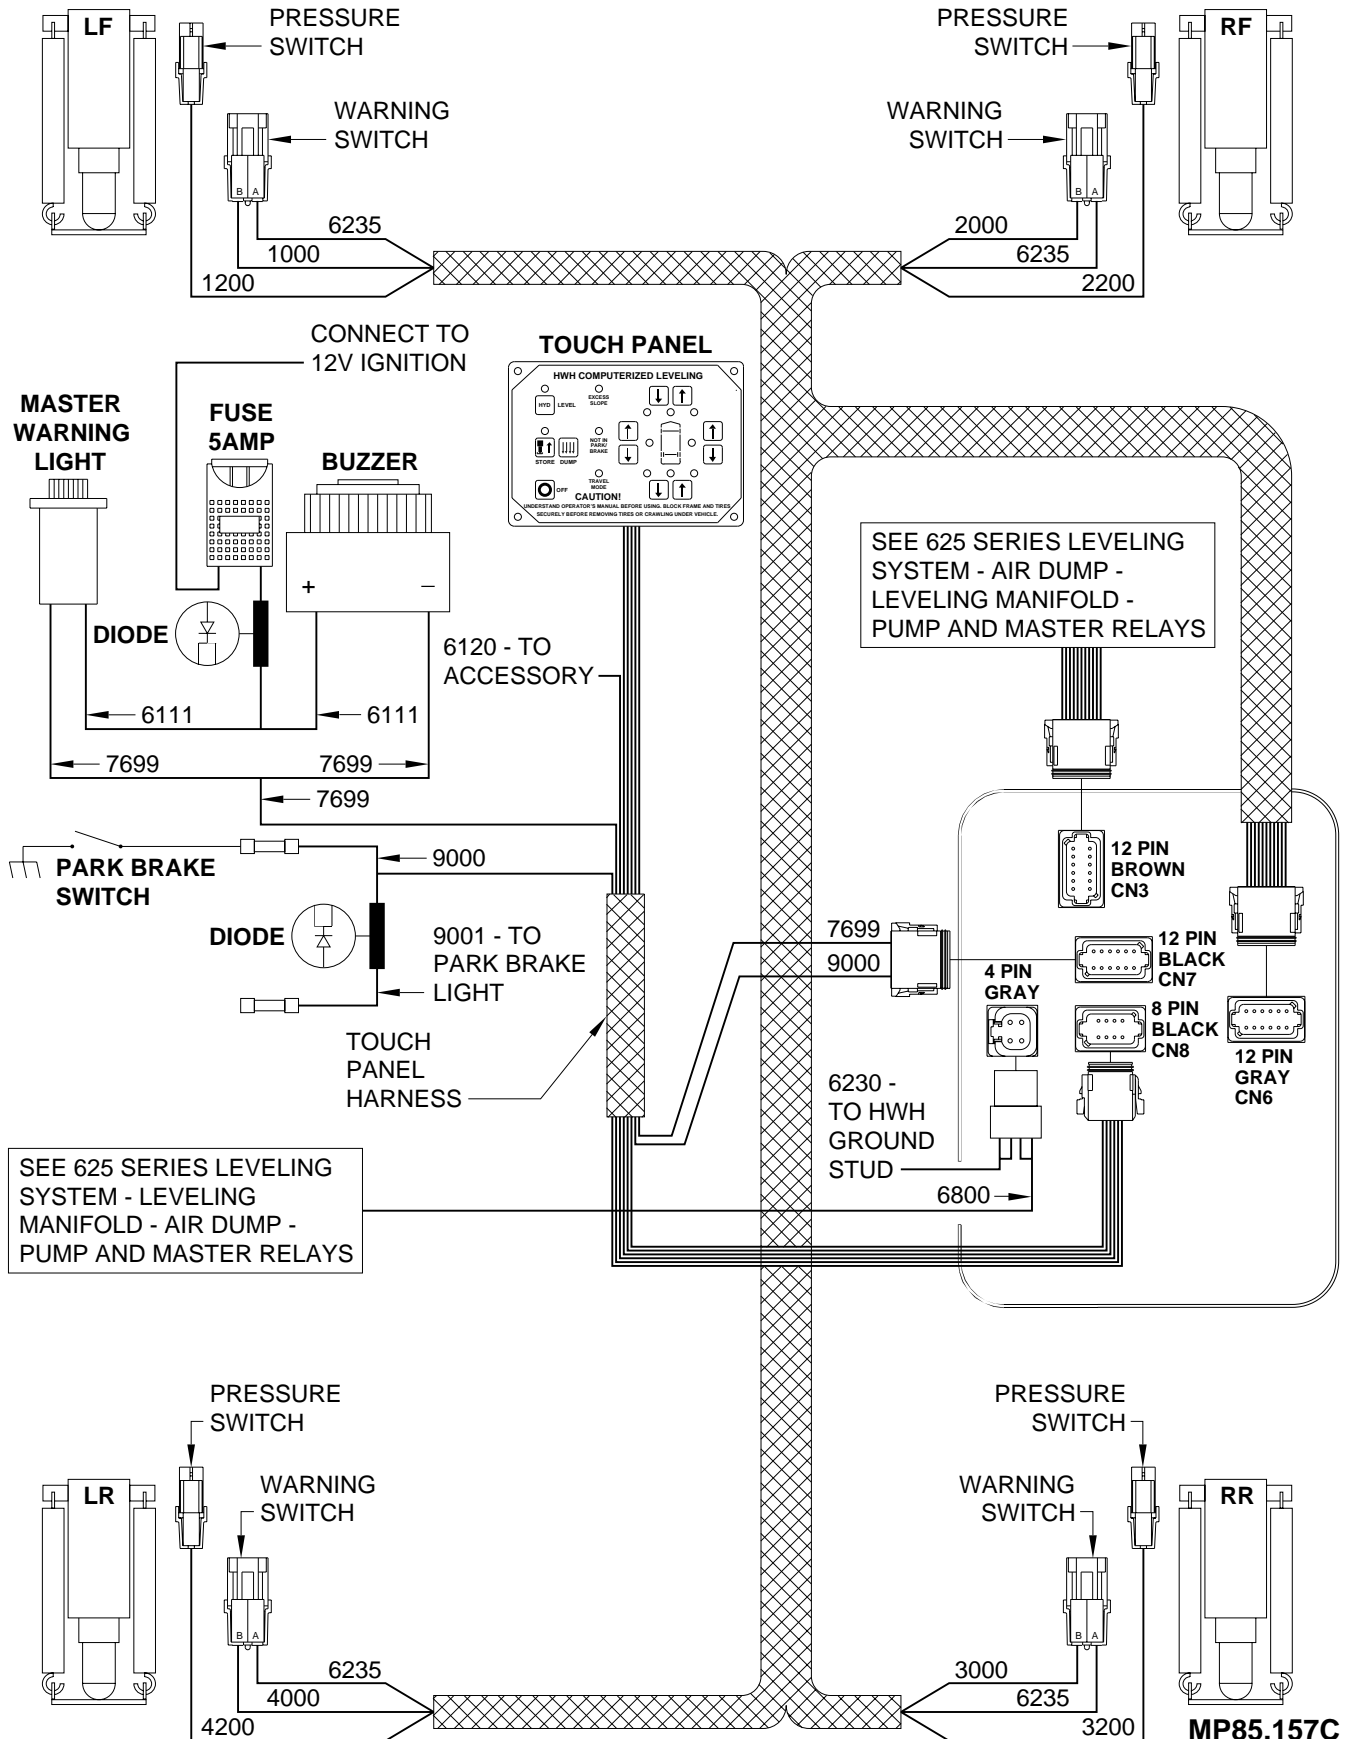 LF
PRESSURE
SWITCH
WARNING
SWITCH
B A
6235
1000
1200
PRESSURE
SWITCH
RF
WARNING
SWITCH
B A
2000
6235
2200
CONNECT TO
12V IGNITION
MASTER
WARNING
LIGHT
FUSE
5AMP
BUZZER
+ −
DIODE
6111
6111
7699
7699
7699
TOUCH PANEL
HWH COMPUTERIZED LEVELING
HYD LEVEL
EXCESS
SLOPE
NOT IN
PARK/
BRAKE
STORE DUMP
TRAVEL
MODE
OFF
CAUTION!
UNDERSTAND OPERATOR'S MANUAL BEFORE USING. BLOCK FRAME AND TIRES
SECURELY BEFORE REMOVING TIRES OR CRAWLING UNDER VEHICLE.
6120 - TO
ACCESSORY
SEE 625 SERIES LEVELING
SYSTEM - AIR DUMP -
LEVELING MANIFOLD -
PUMP AND MASTER RELAYS
PARK BRAKE
SWITCH
9000
DIODE
9001 - TO
PARK BRAKE
LIGHT
TOUCH
PANEL
HARNESS
7699
9000
12 PIN
BROWN
CN3
12 PIN
BLACK
CN7
4 PIN
GRAY
8 PIN
BLACK
CN8
12 PIN
GRAY
CN6
6230 -
TO HWH
GROUND
STUD
6800
SEE 625 SERIES LEVELING
SYSTEM - LEVELING
MANIFOLD - AIR DUMP -
PUMP AND MASTER RELAYS
PRESSURE
SWITCH
LR
WARNING
SWITCH
B A
6235
4000
4200
PRESSURE
SWITCH
WARNING
SWITCH
RR
B A
3000
6235
3200
MP85.157C